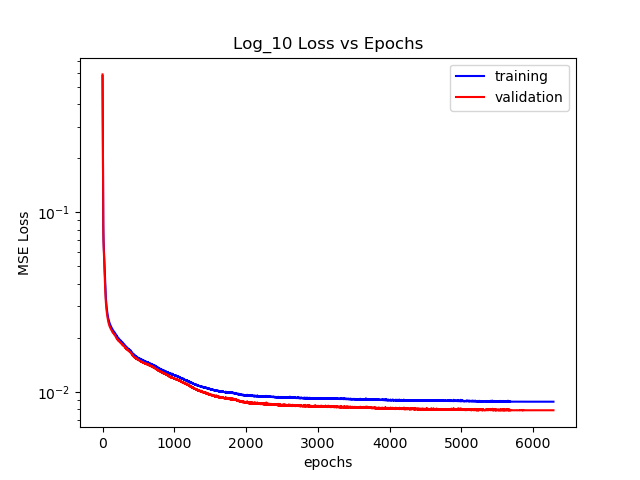 Log_10 Loss vs Epochs
training
validation
MSE Loss
10⁻¹
10⁻²
0 1000 2000 3000 4000 5000 6000
epochs